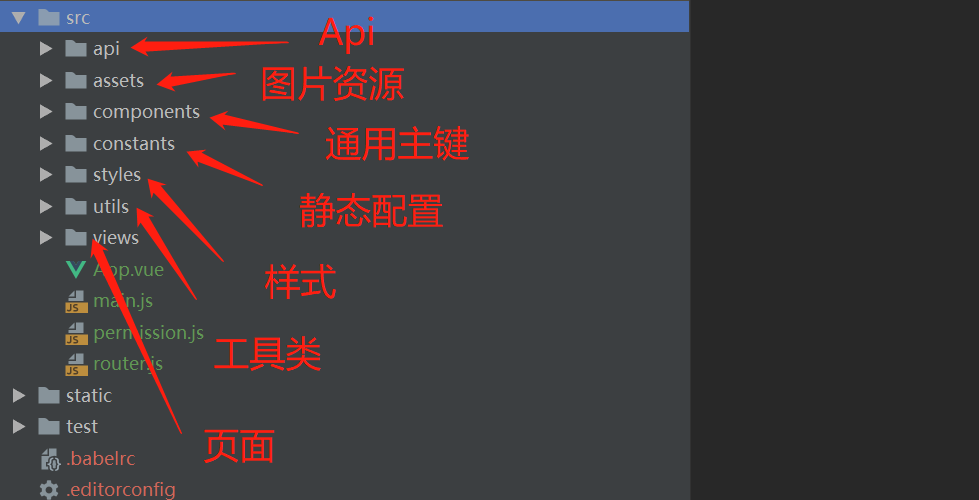 src
api
Api
assets
图片资源
components
通用主键
constants
静态配置
styles
样式
utils
工具类
views
页面
App.vue
main.js
permission.js
router.js
static
test
.babelrc
.editorconfig